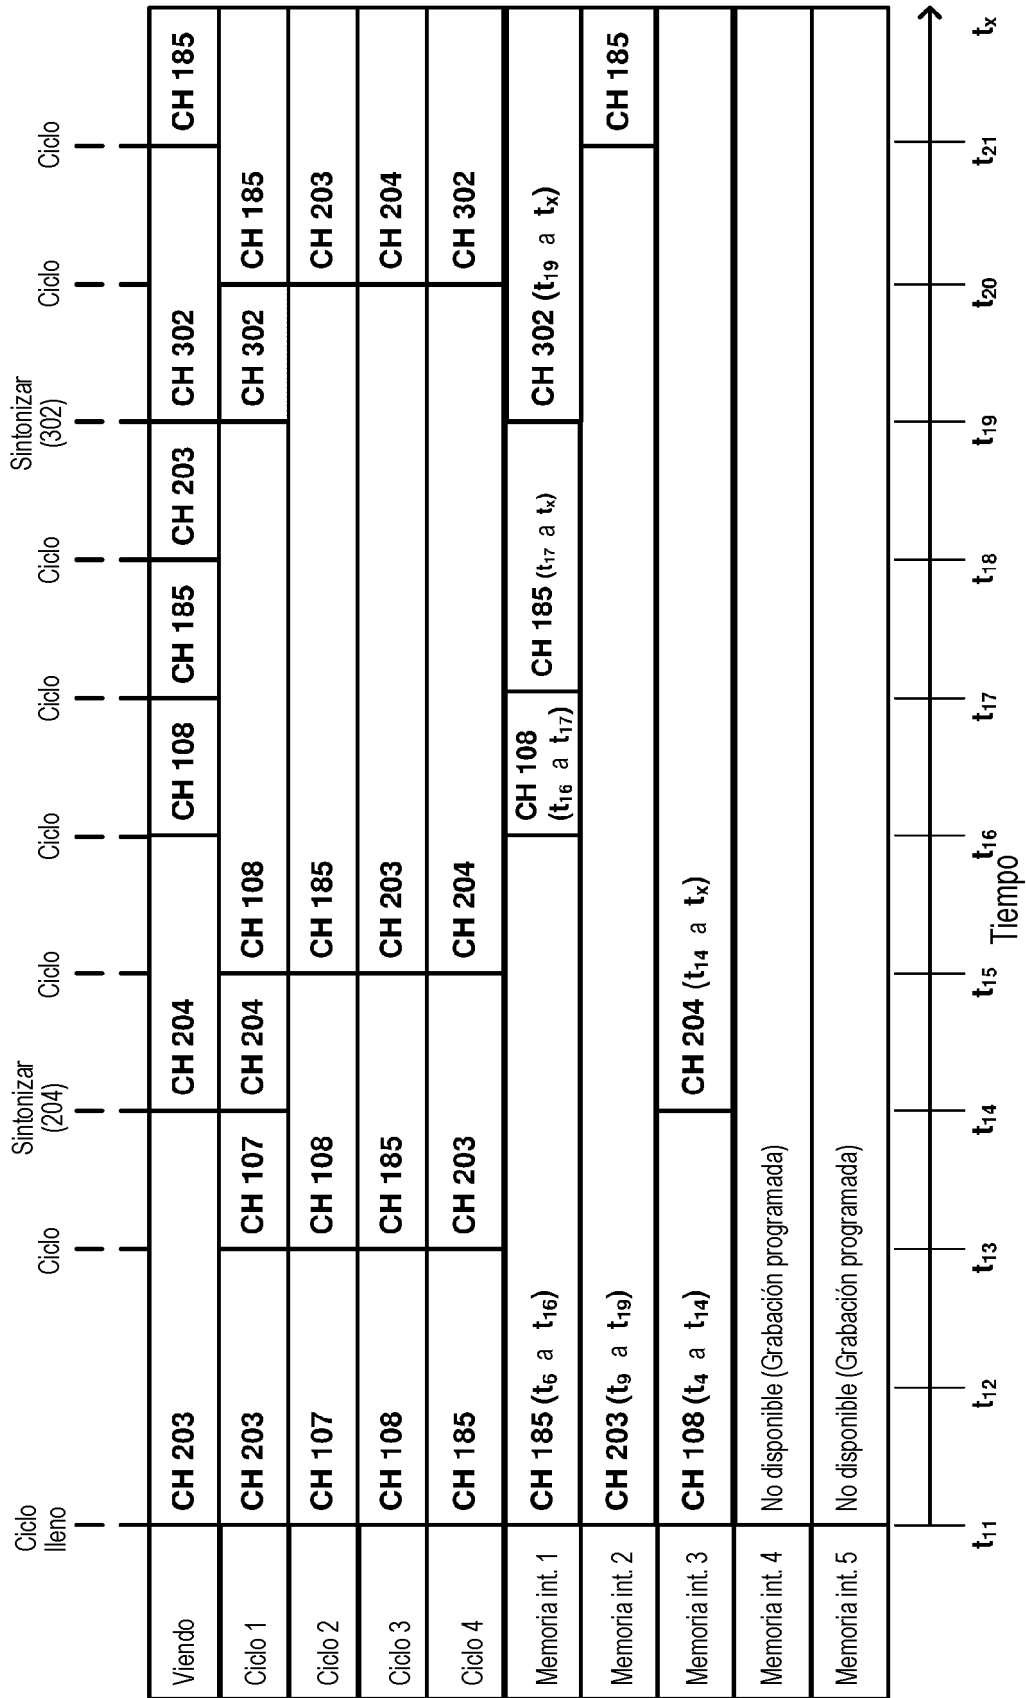 Ciclo
lleno
Ciclo
Sintonizar
(204)
Ciclo
Ciclo
Ciclo
Ciclo
Sintonizar
(302)
Ciclo
Ciclo
Viendo
CH 203
CH 204
CH 108
CH 185
CH 203
CH 302
CH 185
Ciclo 1
CH 203
CH 107
CH 204
CH 108
CH 302
CH 185
Ciclo 2
CH 107
CH 108
CH 185
CH 203
Ciclo 3
CH 108
CH 185
CH 203
CH 204
Ciclo 4
CH 185
CH 203
CH 204
CH 302
Memoria int. 1
CH 185 (t6 a t16)
CH 108
(t16 a t17)
CH 185 (t17 a tx)
CH 302 (t19 a tx)
Memoria int. 2
CH 203 (t9 a t19)
CH 185
Memoria int. 3
CH 108 (t4 a t14)
CH 204 (t14 a tx)
Memoria int. 4
No disponible (Grabación programada)
Memoria int. 5
No disponible (Grabación programada)
t11
t12
t13
t14
t15
t16
t17
t18
t19
t20
t21
tx
Tiempo